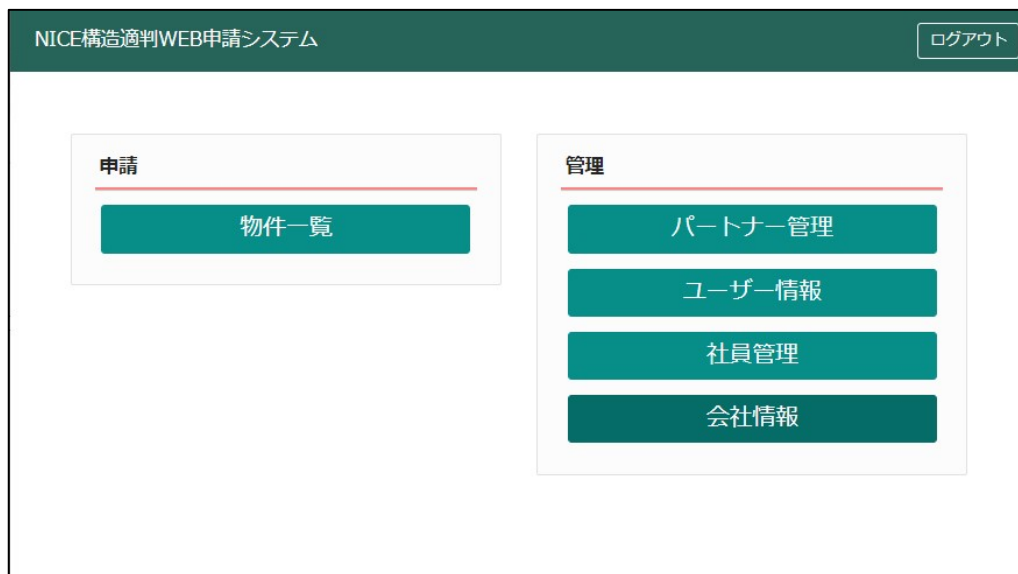 NICE構造適判WEB申請システム
ログアウト
申請
物件一覧
管理
パートナー管理
ユーザー情報
社員管理
会社情報